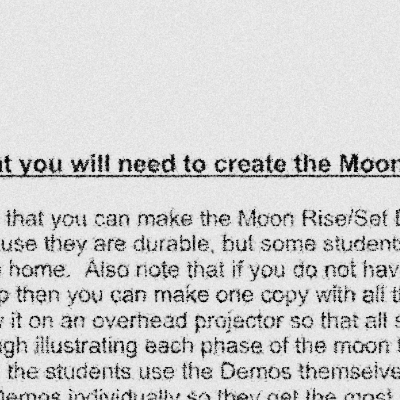 t you will need to create the Moon
that you can make the Moon Rise/Set
use they are durable, but some students
home. Also note that if you do not hav
then you can make one copy with all t
it on an overhead projector so that all s
gh illustrating each phase of the moon t
the students use the Demos themselve
Demos individually so they get the most